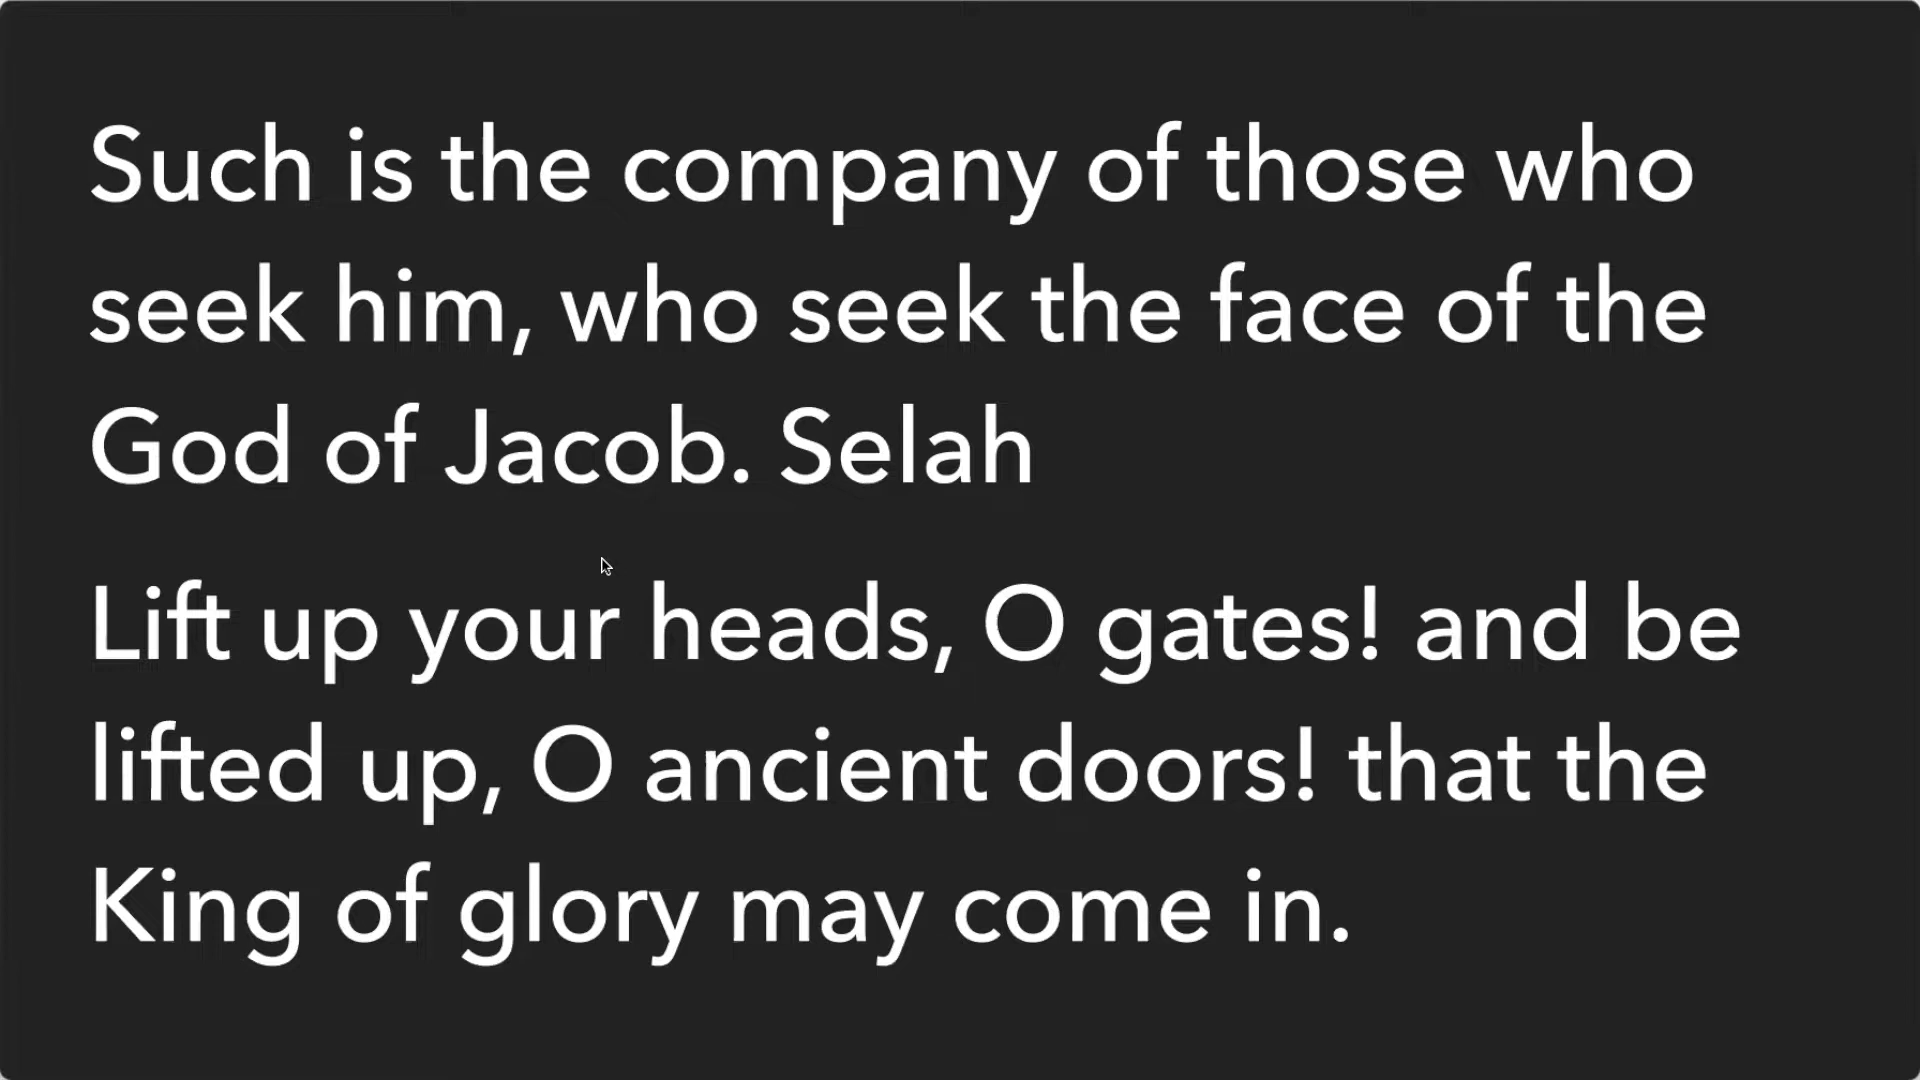 Such is the company of those who
seek him, who seek the face of the
God of Jacob. Selah
Lift up your heads, O gates! and be
lifted up, O ancient doors! that the
King of glory may come in.